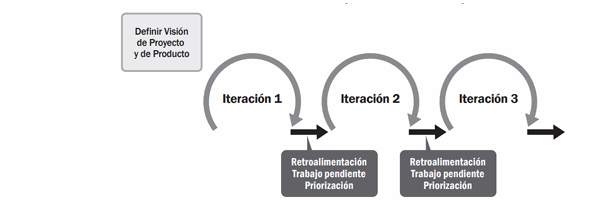 Definir Visión
de Proyecto
y de Producto
Iteración 1
Iteración 2
Iteración 3
Retroalimentación
Trabajo pendiente
Priorización
Retroalimentación
Trabajo pendiente
Priorización